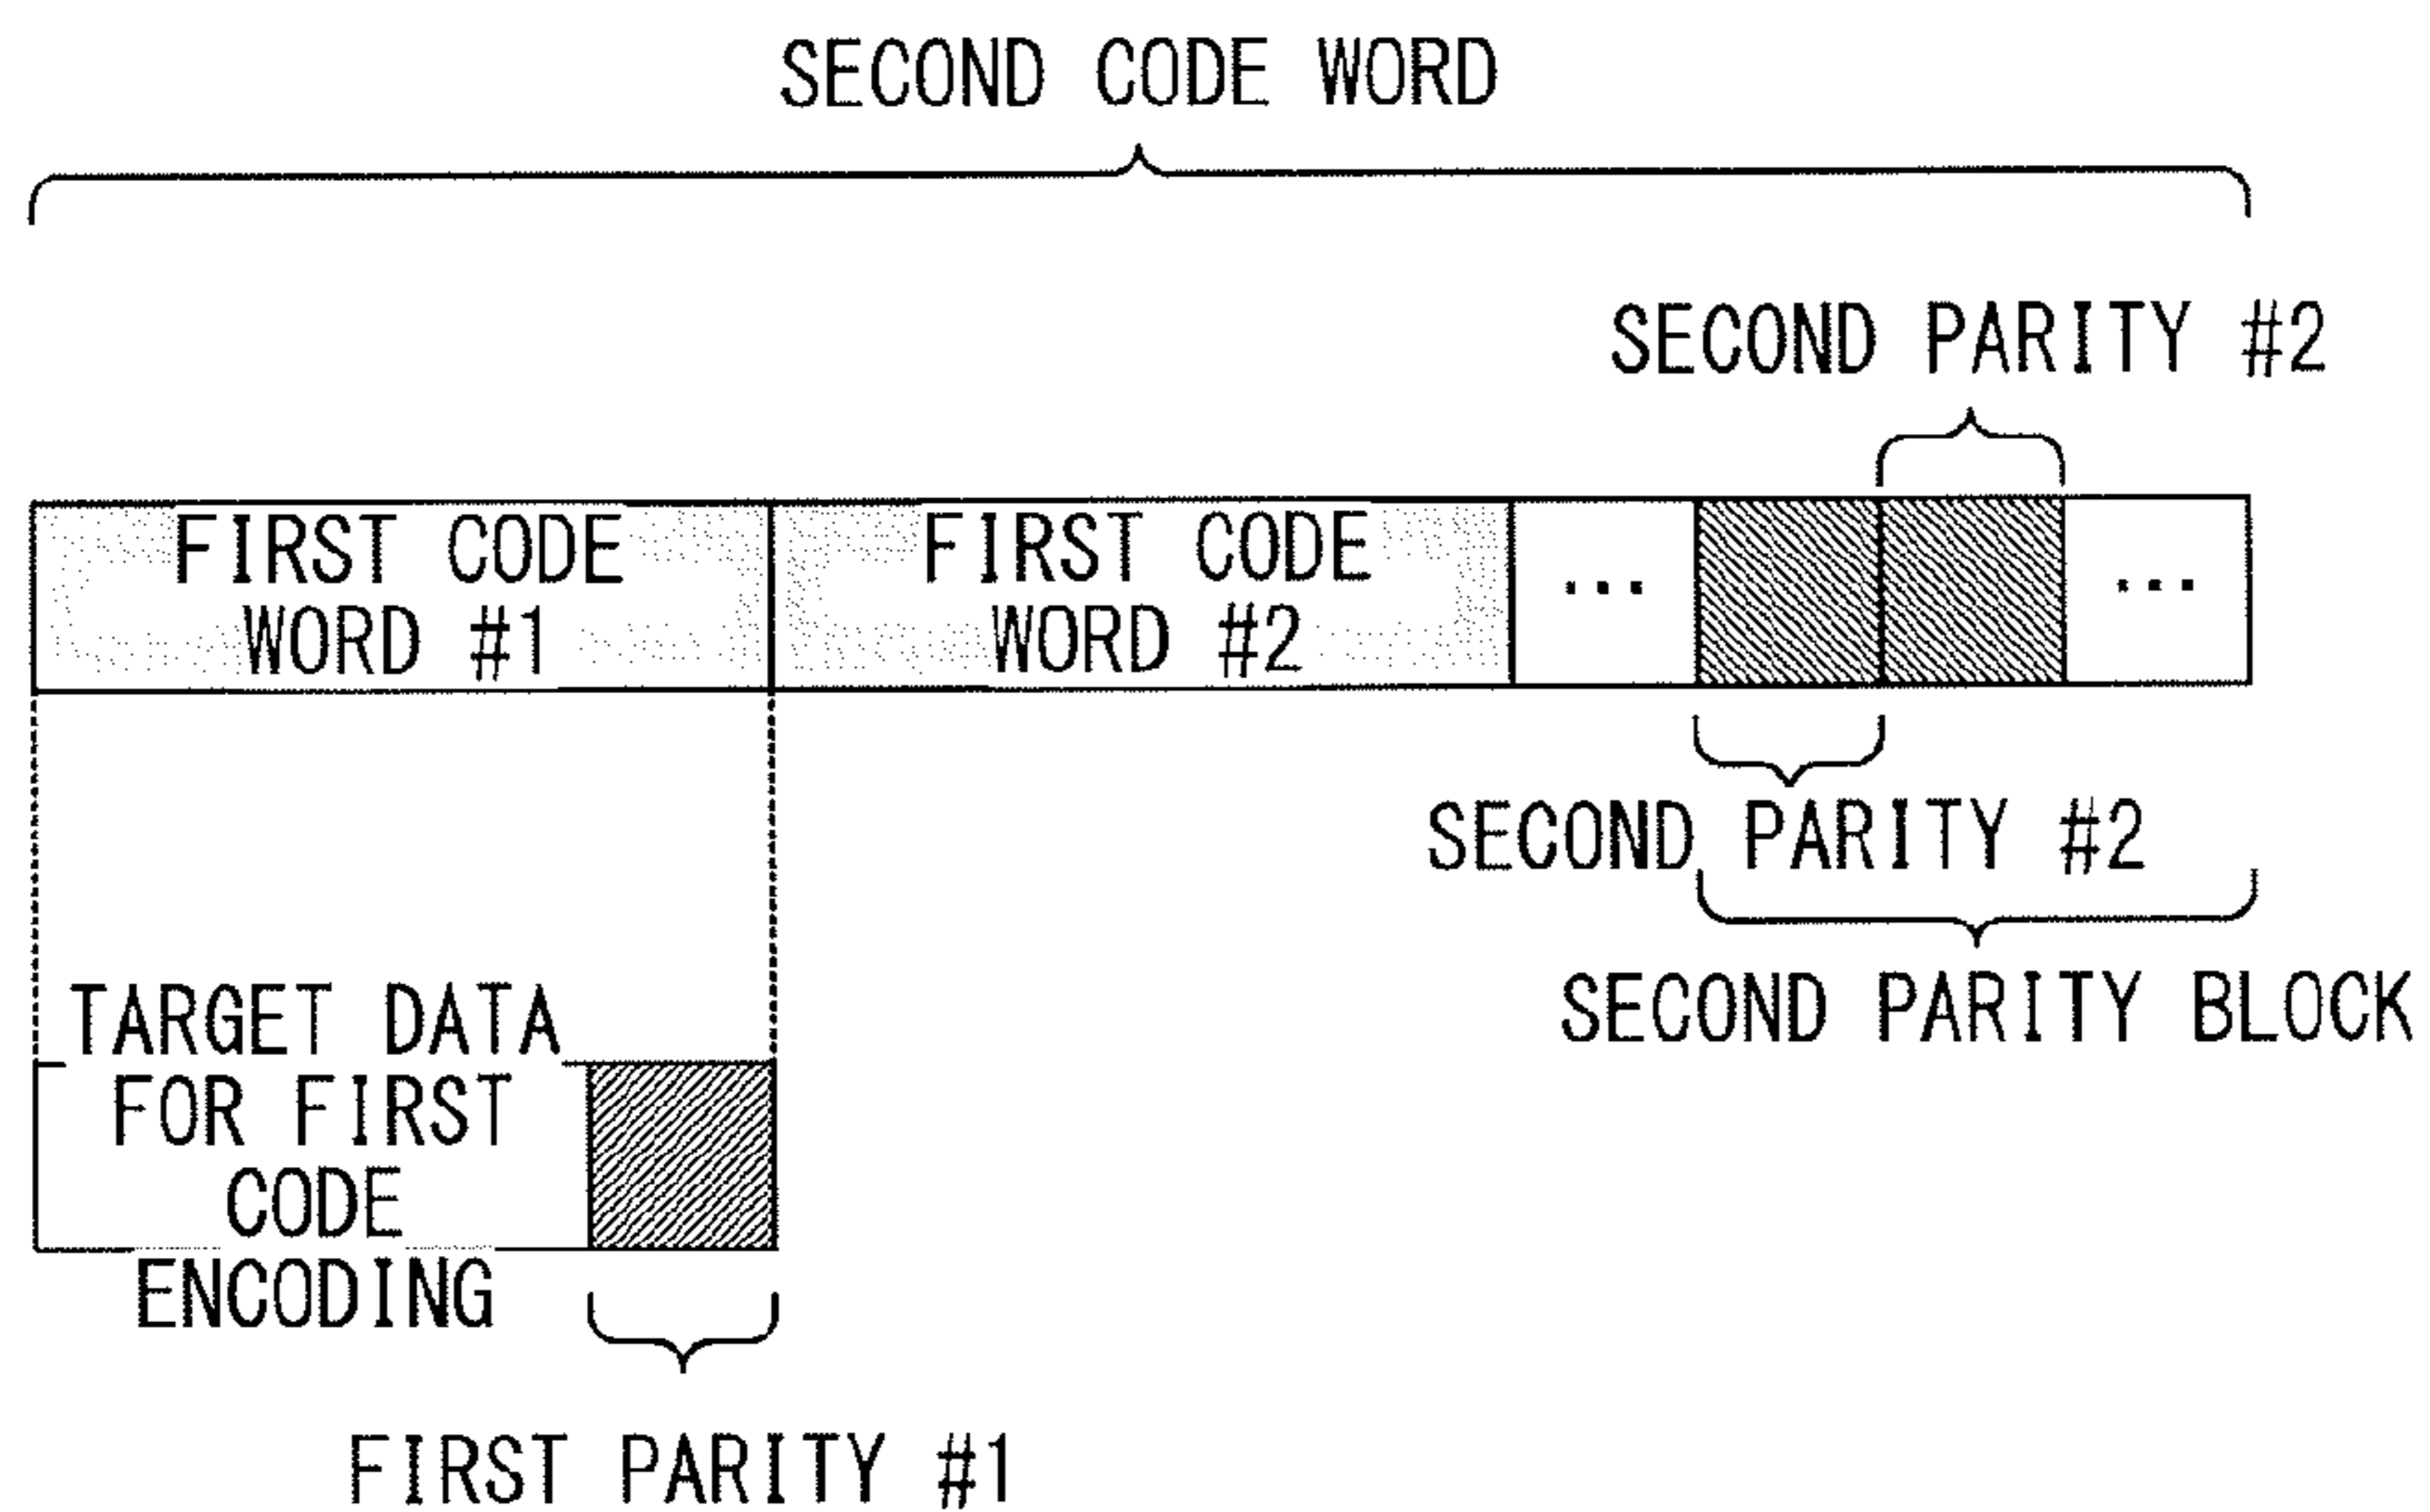 SECOND CODE WORD
SECOND PARITY #2
FIRST CODE
WORD #1
FIRST CODE
WORD #2
...
...
SECOND PARITY #2
SECOND PARITY BLOCK
TARGET DATA
FOR FIRST
CODE
ENCODING
FIRST PARITY #1